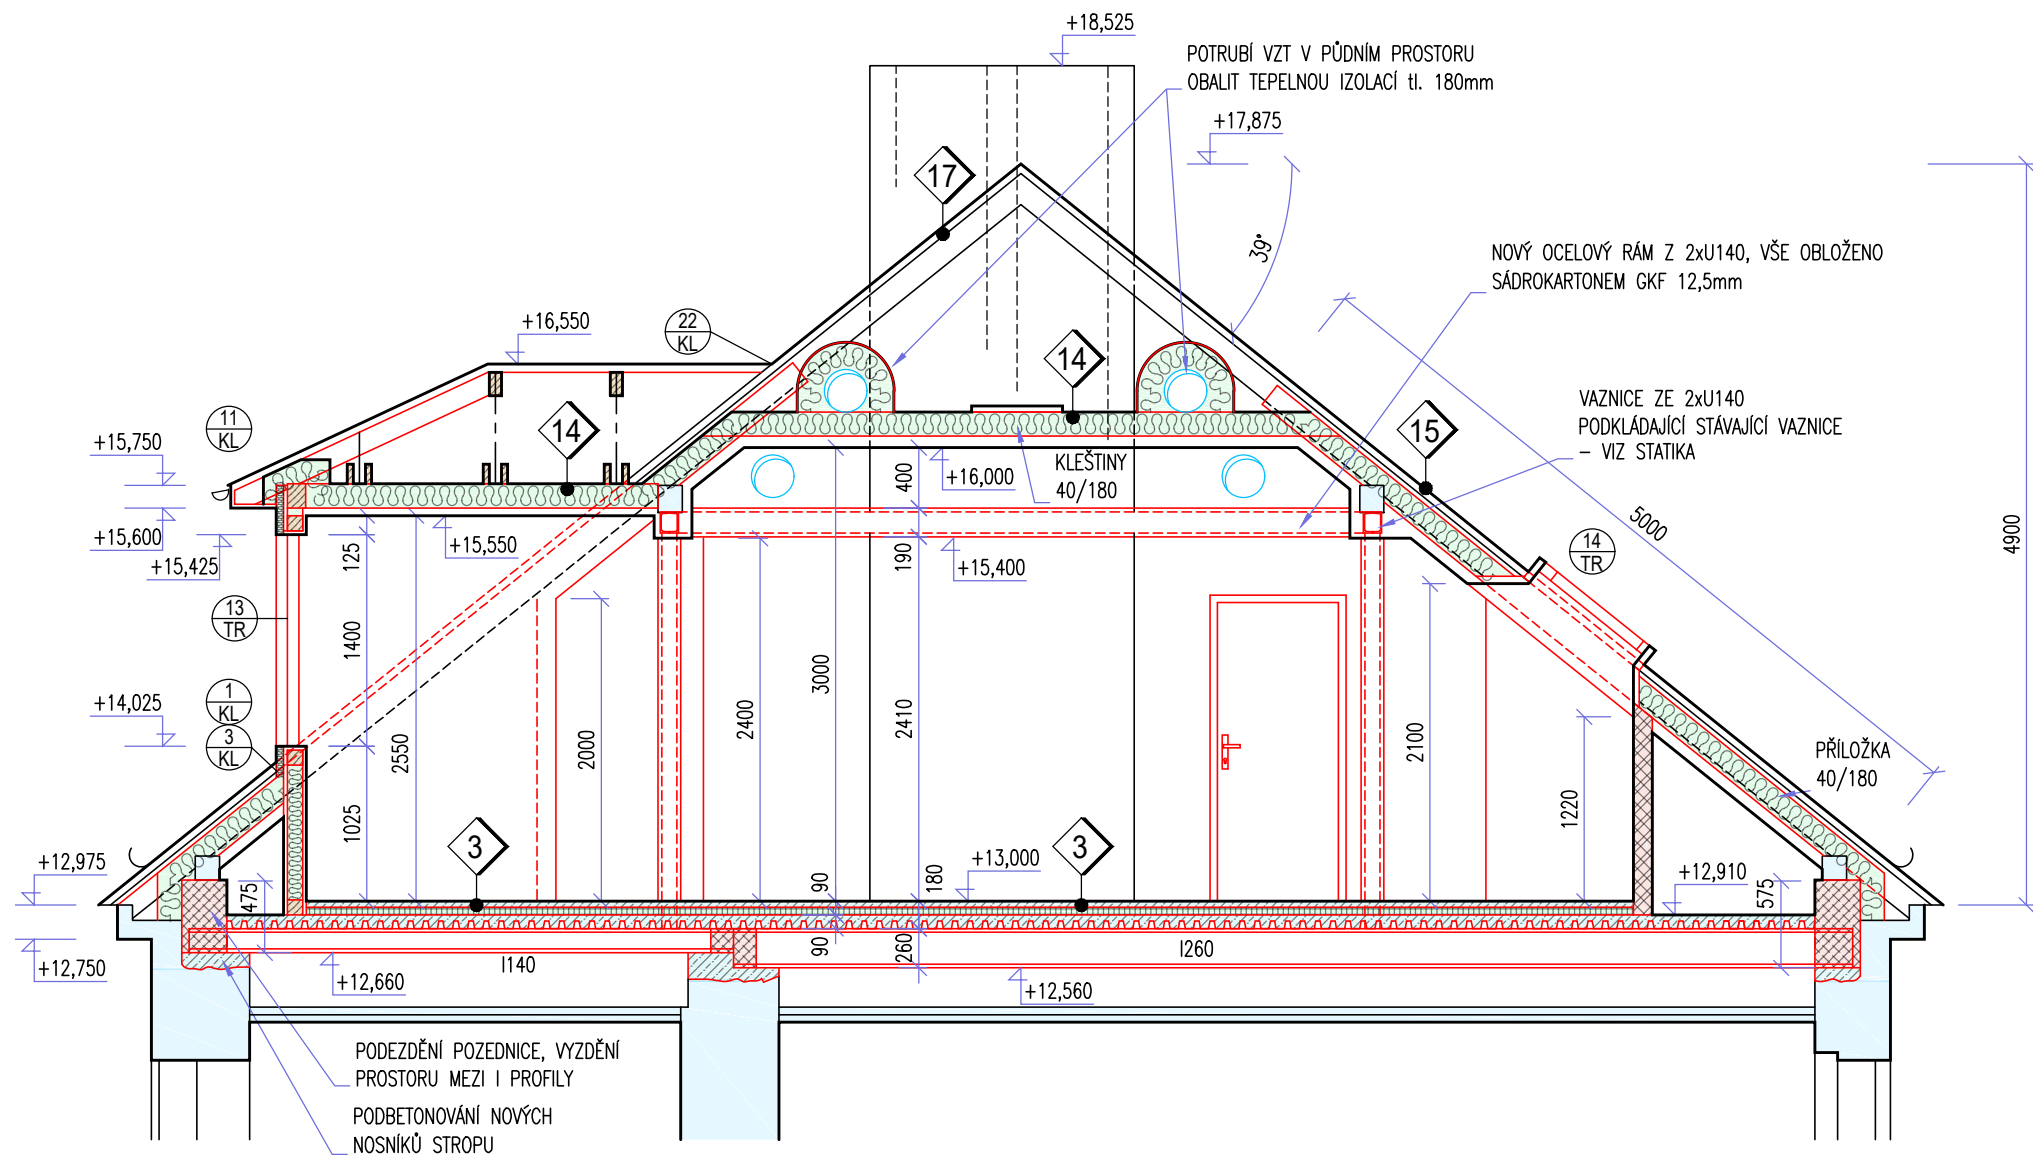 +18,525
POTRUBÍ VZT V PŮDNÍM PROSTORU
OBALIT TEPELNOU IZOLACÍ tl. 180mm
+17,875
17
39°
NOVÝ OCELOVÝ RÁM Z 2xU140, VŠE OBLOŽENO
SÁDROKARTONEM GKF 12,5mm
+16,550
22
KL
14
VAZNICE ZE 2xU140
PODKLÁDAJÍCÍ STÁVAJÍCÍ VAZNICE
– VIZ STATIKA
11
KL
+15,750
14
15
KLEŠTINY
40/180
+16,000
400
5000
4900
+15,600
+15,425
+15,550
125
190
+15,400
14
TR
13
TR
1400
3000
2400
2410
2550
2000
2100
1
KL
+14,025
3
KL
PŘÍLOŽKA
40/180
1025
1220
3
3
+12,975
+13,000
+12,910
475
90
180
575
90
260
I140
I260
+12,750
+12,660
+12,560
PODEZDĚNÍ POZEDNICE, VYZDĚNÍ
PROSTORU MEZI I PROFILY
PODBETONOVÁNÍ NOVÝCH
NOSNÍKŮ STROPU